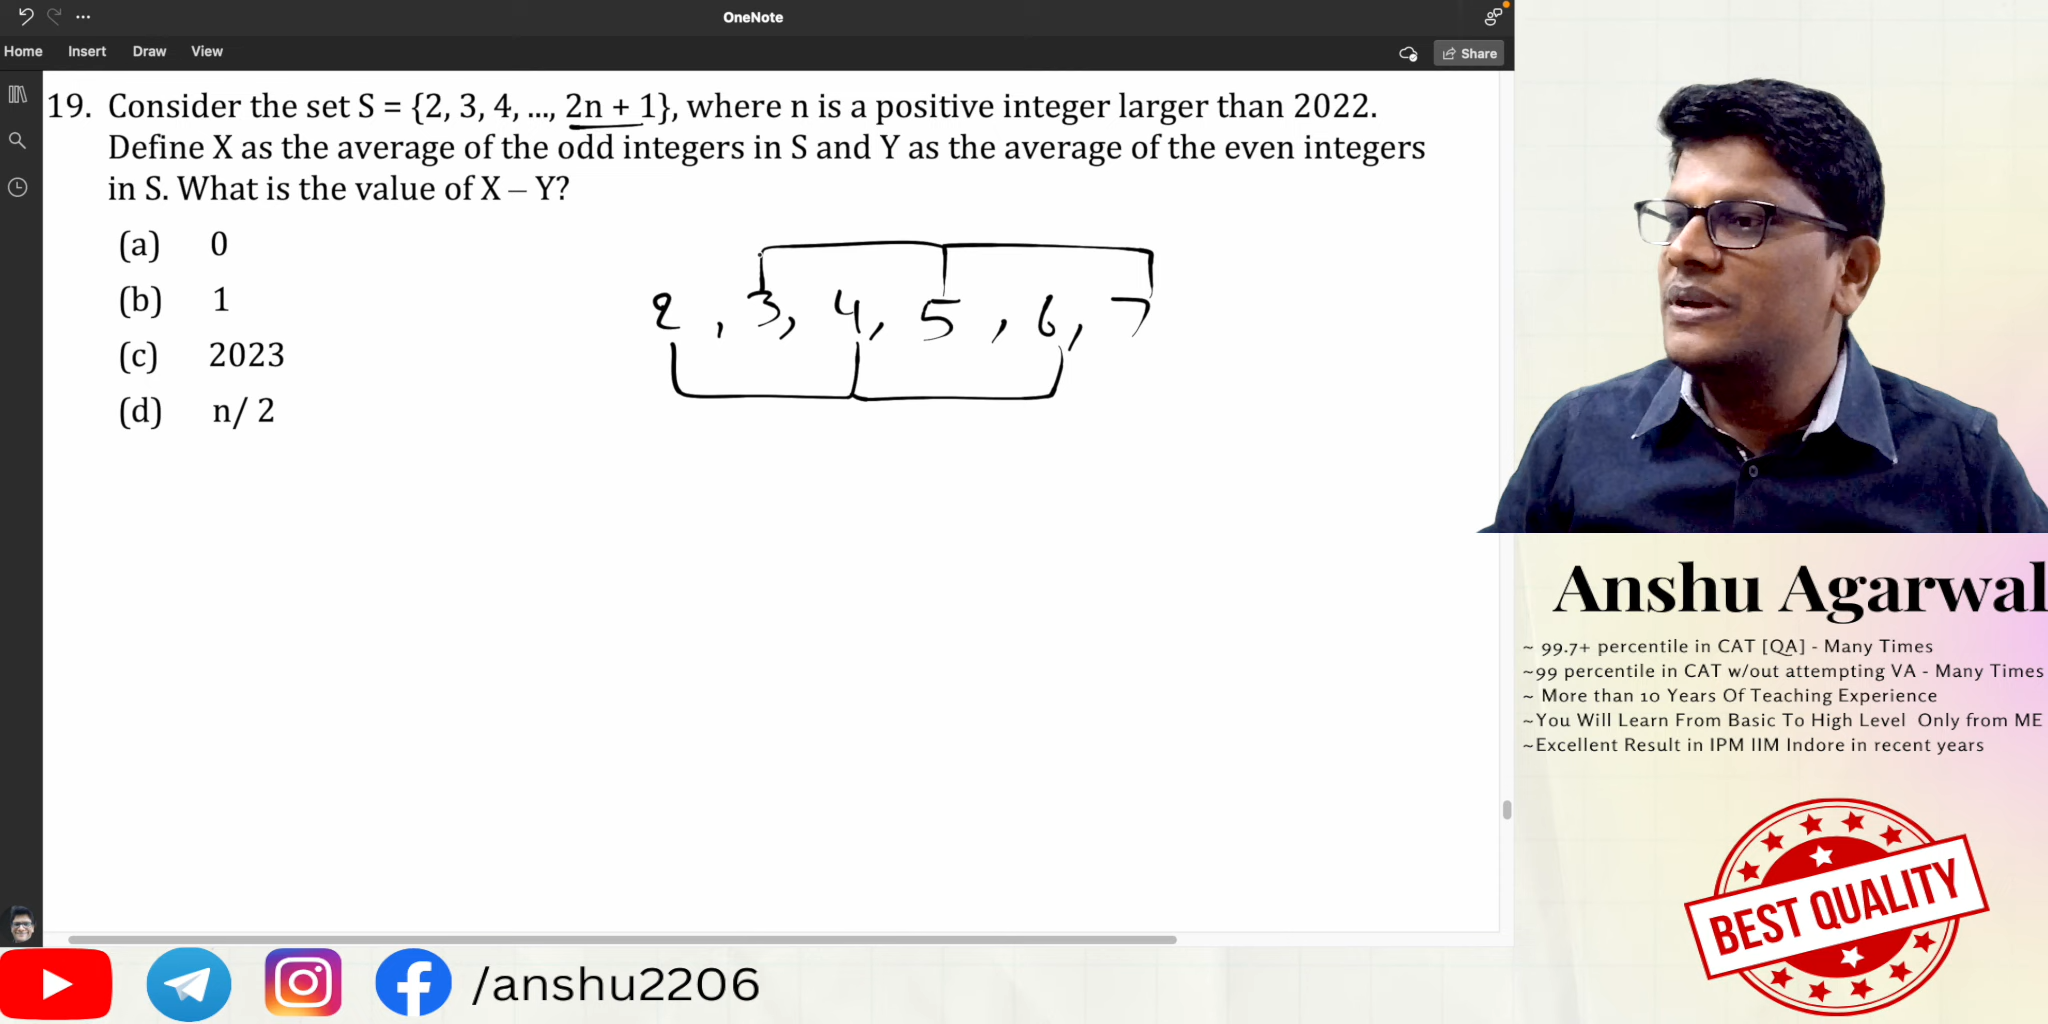 OneNote
Home Insert Draw View
Share
19. Consider the set S = {2, 3, 4, ..., 2n + 1}, where n is a positive integer larger than 2022.
Define X as the average of the odd integers in S and Y as the average of the even integers
in S. What is the value of X – Y?
(a) 0
(b) 1
(c) 2023
(d) n/ 2
2, 3, 4, 5, 6, 7
Anshu Agarwal
~ 99.7+ percentile in CAT [QA] - Many Times
~99 percentile in CAT w/out attempting VA - Many Times
~ More than 10 Years Of Teaching Experience
~You Will Learn From Basic To High Level Only from ME
~Excellent Result in IPM IIM Indore in recent years
BEST QUALITY
/anshu2206